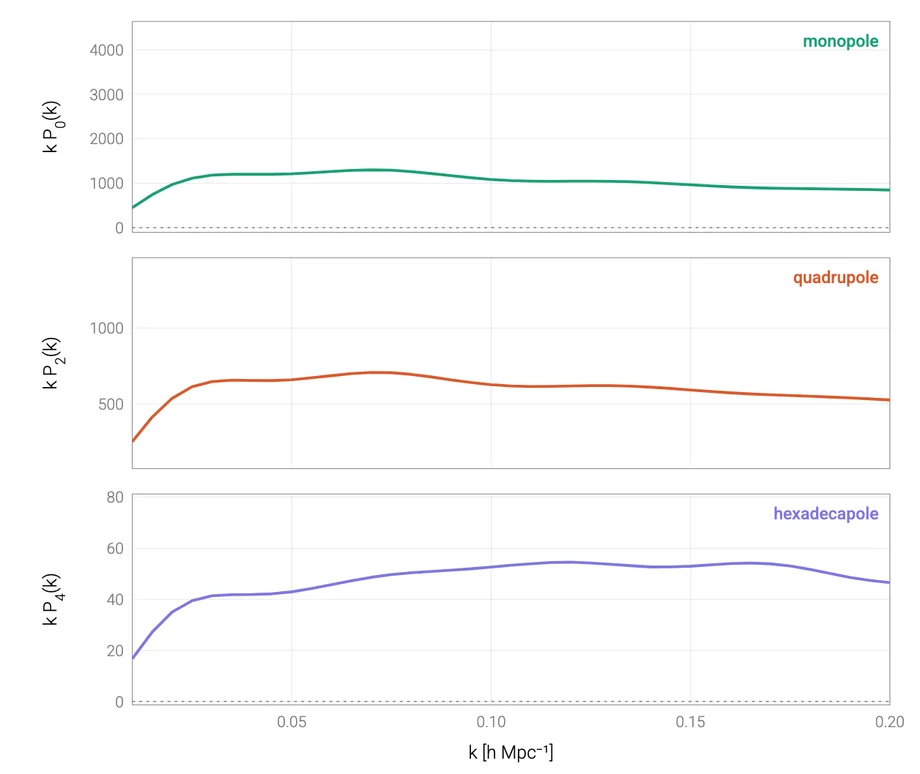 monopole
4000
3000
2000
1000
0
k P₀(k)
quadrupole
1000
500
k P₂(k)
hexadecapole
80
60
40
20
0
k P₄(k)
0.05 0.10 0.15 0.20
k [h Mpc⁻¹]